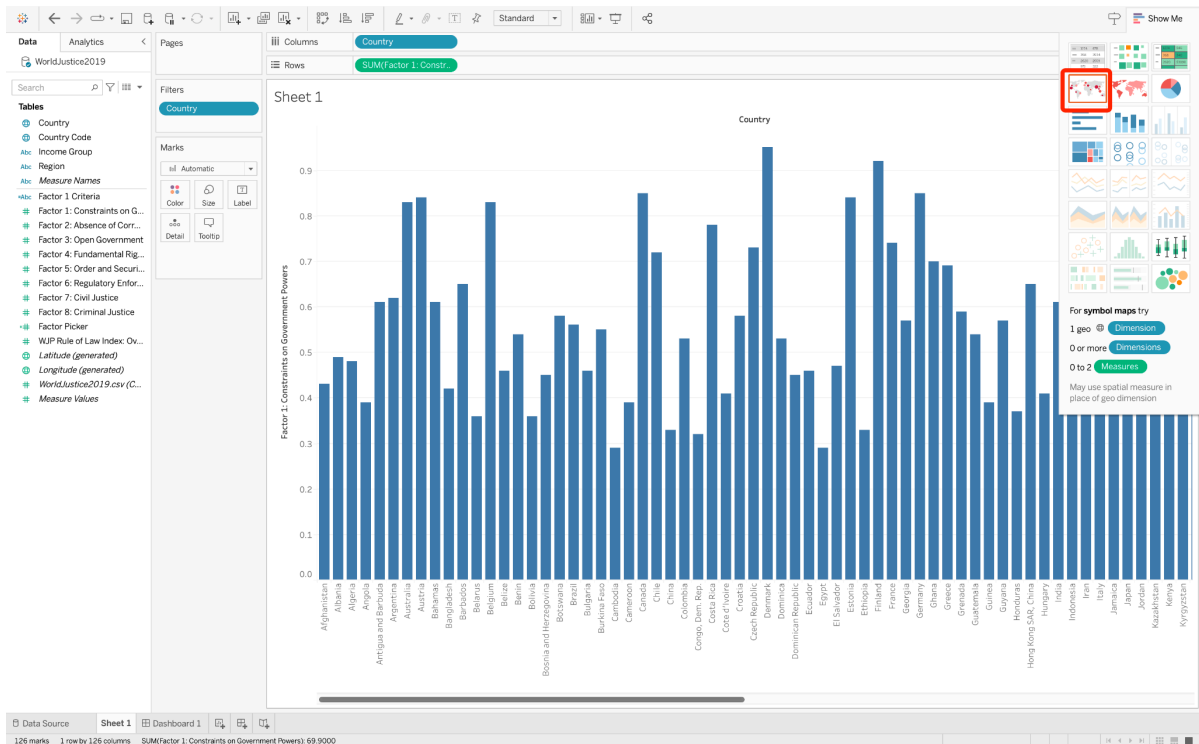 Standard
Show Me
Data
Analytics
WorldJustice2019
Search
Tables
Country
Country Code
Abc Income Group
Abc Region
Abc Measure Names
Abc Factor 1 Criteria
# Factor 1: Constraints on G...
# Factor 2: Absence of Corr...
# Factor 3: Open Government
# Factor 4: Fundamental Rig...
# Factor 5: Order and Securi...
# Factor 6: Regulatory Enfor...
# Factor 7: Civil Justice
# Factor 8: Criminal Justice
# Factor Picker
# WJP Rule of Law Index: Ov...
Latitude (generated)
Longitude (generated)
# WorldJustice2019.csv (C...
# Measure Values
Pages
Filters
Country
Marks
Automatic
Color
Size
Label
Detail
Tooltip
Columns
Country
Rows
SUM(Factor 1: Constr..
Sheet 1
Country
Factor 1: Constraints on Government Powers
0.9
0.8
0.7
0.6
0.5
0.4
0.3
0.2
0.1
0.0
Afghanistan
Albania
Algeria
Angola
Antigua and Barbuda
Argentina
Australia
Austria
Bahamas
Bangladesh
Barbados
Belarus
Belgium
Belize
Benin
Bolivia
Bosnia and Herzegovina
Botswana
Brazil
Bulgaria
Burkina Faso
Cambodia
Cameroon
Canada
Chile
China
Colombia
Congo, Dem. Rep.
Costa Rica
Cote d'Ivoire
Croatia
Czech Republic
Denmark
Dominica
Dominican Republic
Ecuador
Egypt
El Salvador
Estonia
Ethiopia
Finland
France
Georgia
Germany
Ghana
Greece
Grenada
Guatemala
Guinea
Guyana
Honduras
Hong Kong SAR, China
Hungary
India
Indonesia
Iran
Italy
Jamaica
Japan
Jordan
Kazakhstan
Kenya
Kyrgyzstan
For symbol maps try
1 geo Dimension
0 or more Dimensions
0 to 2 Measures
May use spatial measure in
place of geo dimension
Data Source
Sheet 1
Dashboard 1
126 marks 1 row by 126 columns SUM(Factor 1: Constraints on Government Powers): 69.9000